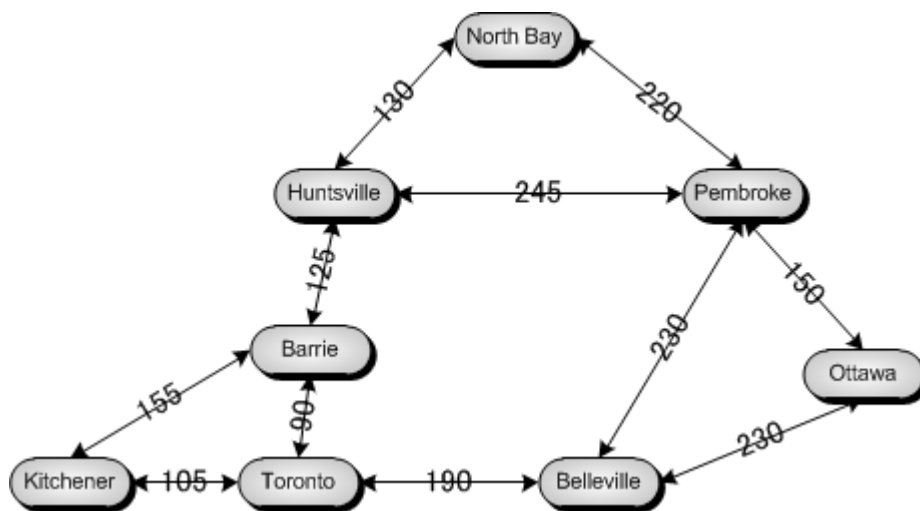 North Bay
130
220
Huntsville
245
Pembroke
125
230
150
Barrie
Ottawa
155
90
230
Kitchener
105
Toronto
190
Belleville